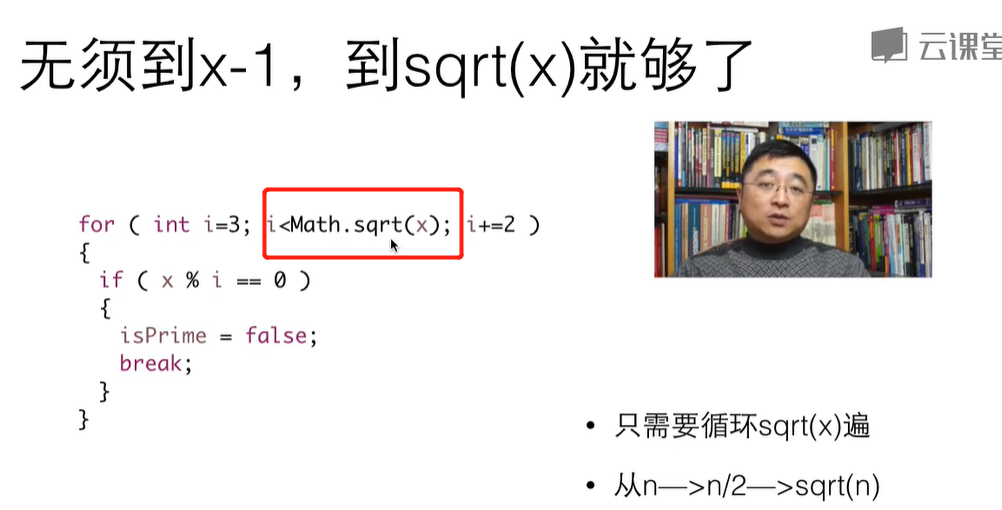 无须到x-1，到sqrt(x)就够了
云课堂
for ( int i=3; i<Math.sqrt(x); i+=2 )
{
if ( x % i == 0 )
{
isPrime = false;
break;
}
}
• 只需要循环sqrt(x)遍
• 从n—>n/2—>sqrt(n)